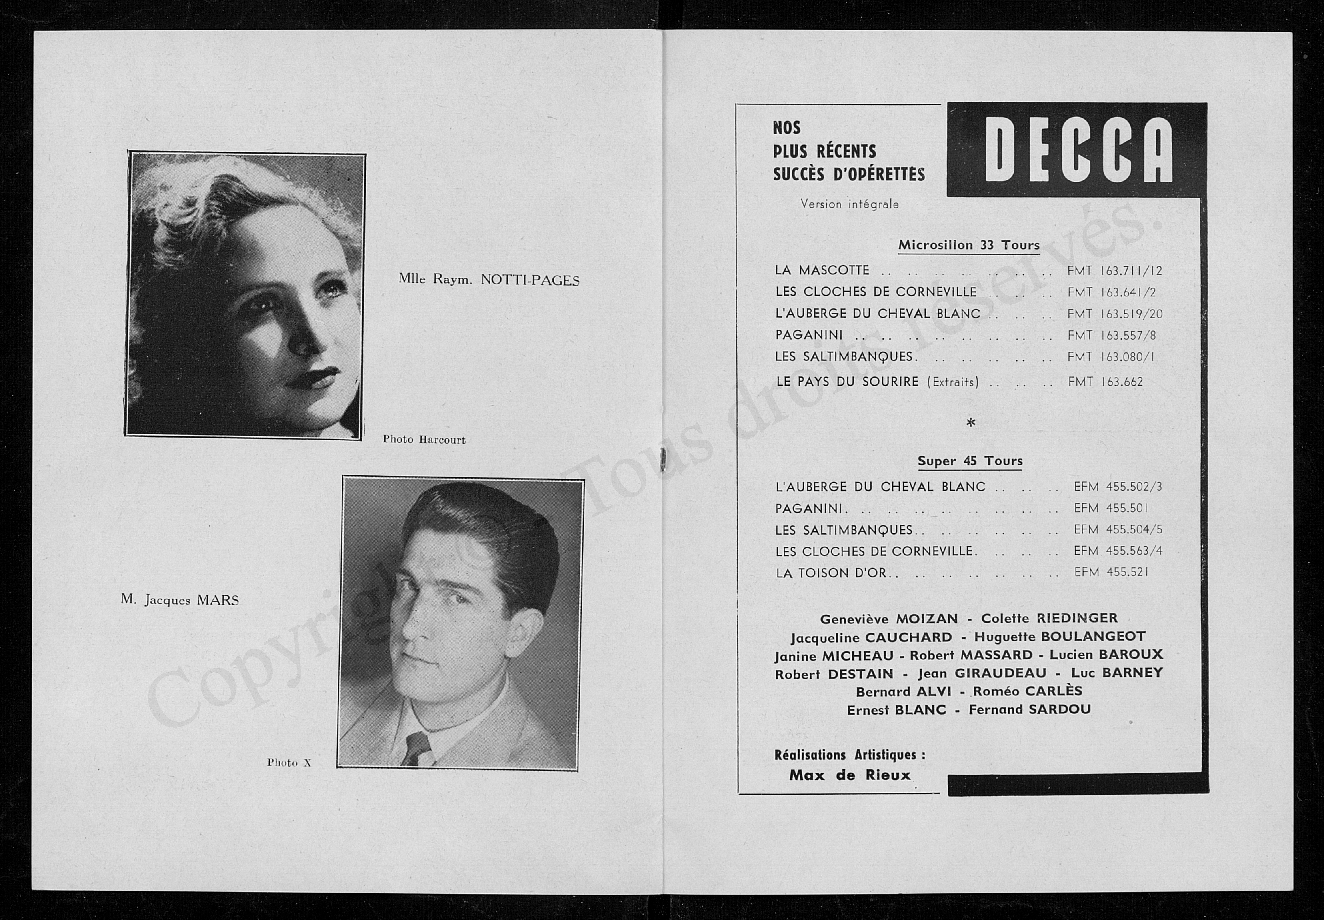 Mlle Raym. NOTTI-PAGES
Photo Harcourt
M. Jacques MARS
Photo X
NOS
PLUS RÉCENTS
SUCCÈS D'OPÉRETTES
DECCA
Version intégrale
Microsillon 33 Tours
LA MASCOTTE .. .. .. .. .. .. .. .. FMT 163.711/12
LES CLOCHES DE CORNEVILLE .. .. .. FMT 163.641/2
L'AUBERGE DU CHEVAL BLANC . .. .. .. FMT 163.519/20
PAGANINI .. .. .. .. .. .. .. .. .. FMT 163.557/8
LES SALTIMBANQUES. .. .. .. .. .. .. FMT 163.080/1
LE PAYS DU SOURIRE (Extraits) .. .. .. FMT 163.662
*
Super 45 Tours
L'AUBERGE DU CHEVAL BLANC .. .. .. EFM 455.502/3
PAGANINI. .. .. .. .. .. .. .. .. .. EFM 455.501
LES SALTIMBANQUES.. .. .. .. .. .. .. EFM 455.504/5
LES CLOCHES DE CORNEVILLE. .. .. .. EFM 455.563/4
LA TOISON D'OR.. .. .. .. .. .. .. .. EFM 455.521
Geneviève MOIZAN - Colette RIEDINGER
Jacqueline CAUCHARD - Huguette BOULANGEOT
Janine MICHEAU - Robert MASSARD - Lucien BAROUX
Robert DESTAIN - Jean GIRAUDEAU - Luc BARNEY
Bernard ALVI - Roméo CARLÈS
Ernest BLANC - Fernand SARDOU
Réalisations Artistiques :
Max de Rieux
Copyright © Tous droits réservés.